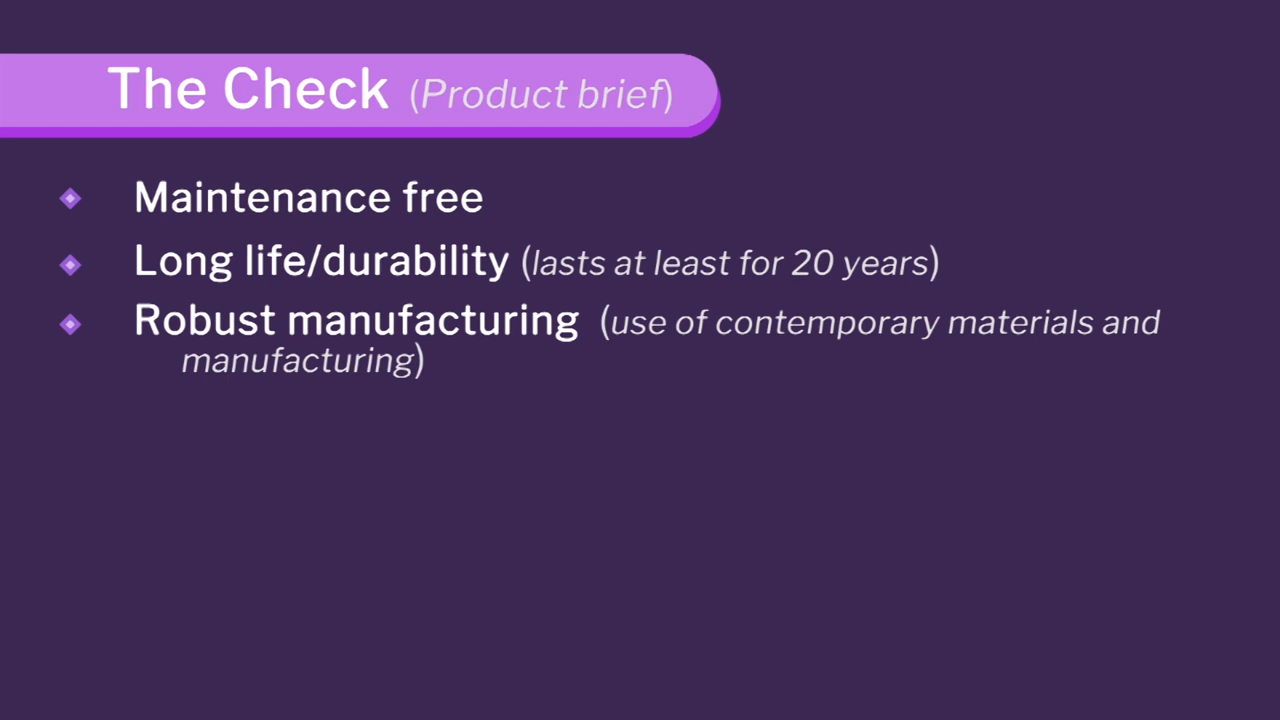 The Check (Product brief)
Maintenance free
Long life/durability (lasts at least for 20 years)
Robust manufacturing (use of contemporary materials and
manufacturing)